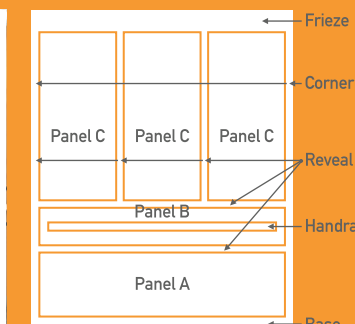 Frieze
Corner
Panel C Panel C Panel C
Reveal
Panel B
Handra
Panel A
Base